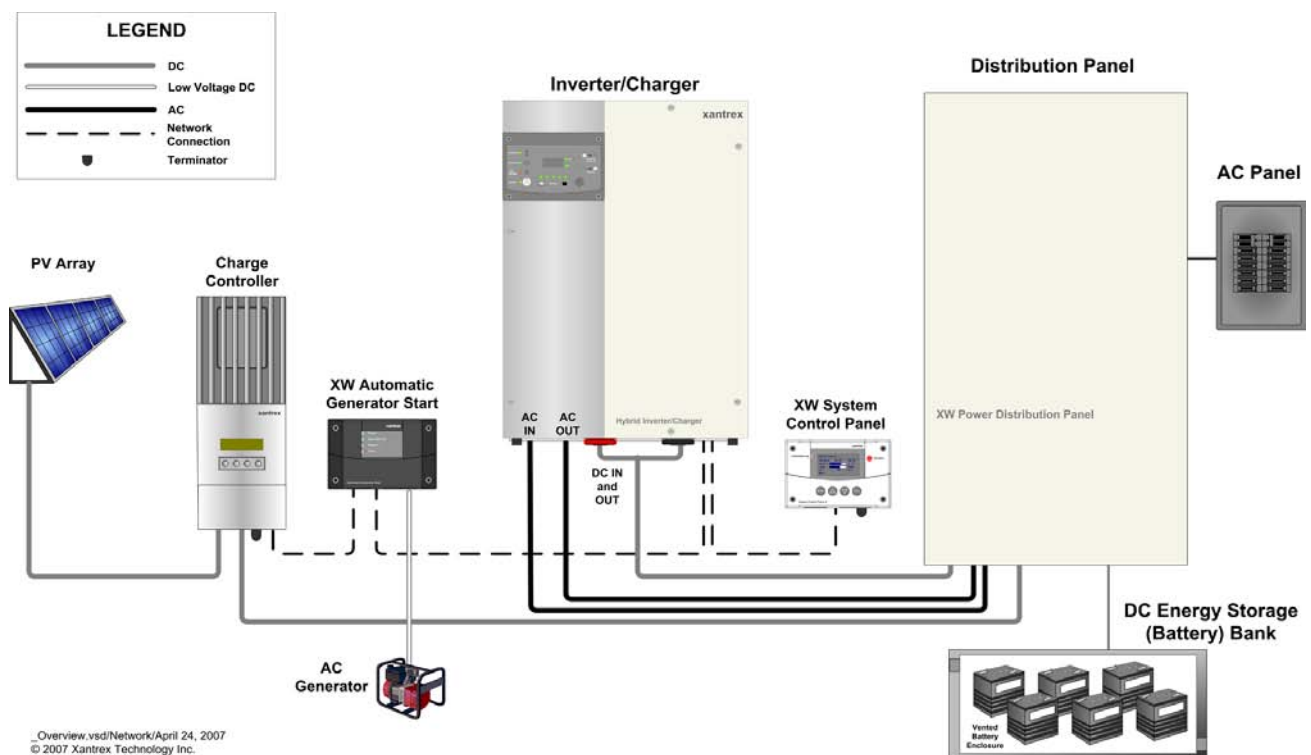 LEGEND
DC
Low Voltage DC
AC
Network
Connection
Terminator
Inverter/Charger
Distribution Panel
xantrex
AC Panel
PV Array
Charge
Controller
xantrex
XW Automatic
Generator Start
XW System
Control Panel
XW Power Distribution Panel
AC
IN
AC
OUT
Hybrid Inverter/Charger
DC IN
and
OUT
DC Energy Storage
(Battery) Bank
AC
Generator
Vented
Battery
Enclosure
_Overview.vsd/Network/April 24, 2007
© 2007 Xantrex Technology Inc.